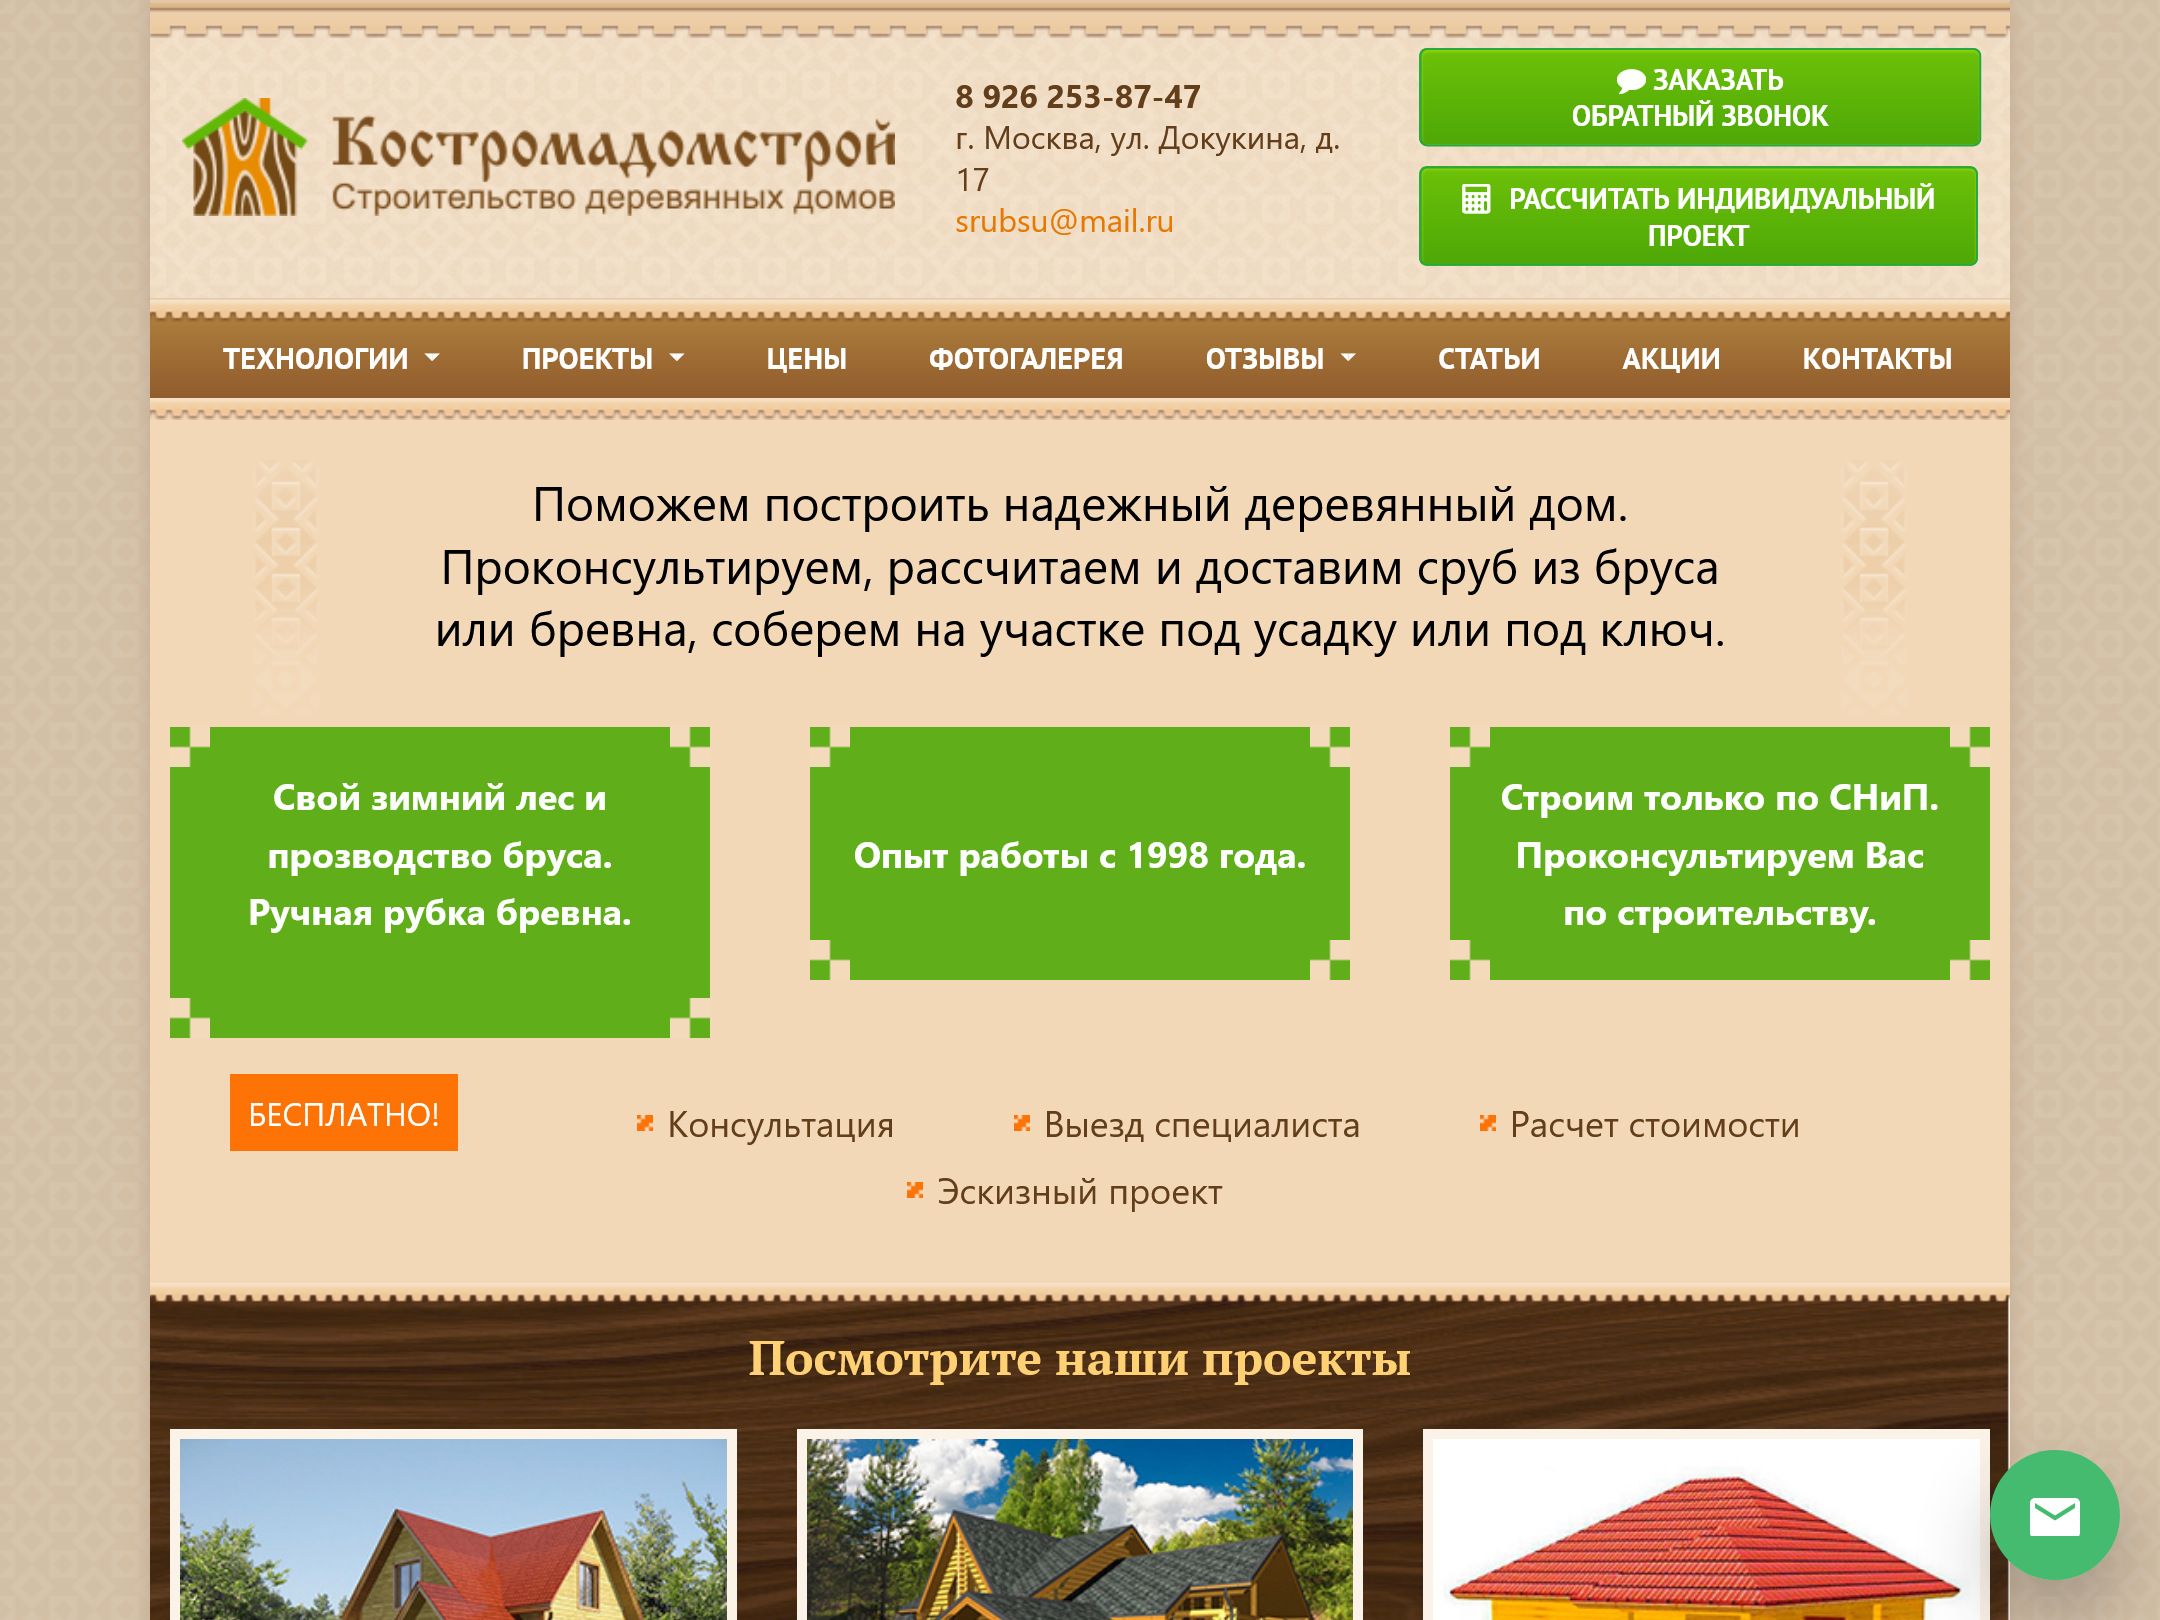 Костромадомстрой
Строительство деревянных домов
8 926 253-87-47
г. Москва, ул. Докукина, д.
17
srubsu@mail.ru
ЗАКАЗАТЬ
ОБРАТНЫЙ ЗВОНОК
РАССЧИТАТЬ ИНДИВИДУАЛЬНЫЙ
ПРОЕКТ
ТЕХНОЛОГИИ ПРОЕКТЫ ЦЕНЫ ФОТОГАЛЕРЕЯ ОТЗЫВЫ СТАТЬИ АКЦИИ КОНТАКТЫ
Поможем построить надежный деревянный дом.
Проконсультируем, рассчитаем и доставим сруб из бруса
или бревна, соберем на участке под усадку или под ключ.
Свой зимний лес и
прозводство бруса.
Ручная рубка бревна.
Опыт работы с 1998 года.
Строим только по СНиП.
Проконсультируем Вас
по строительству.
БЕСПЛАТНО!
Консультация Выезд специалиста Расчет стоимости
Эскизный проект
Посмотрите наши проекты